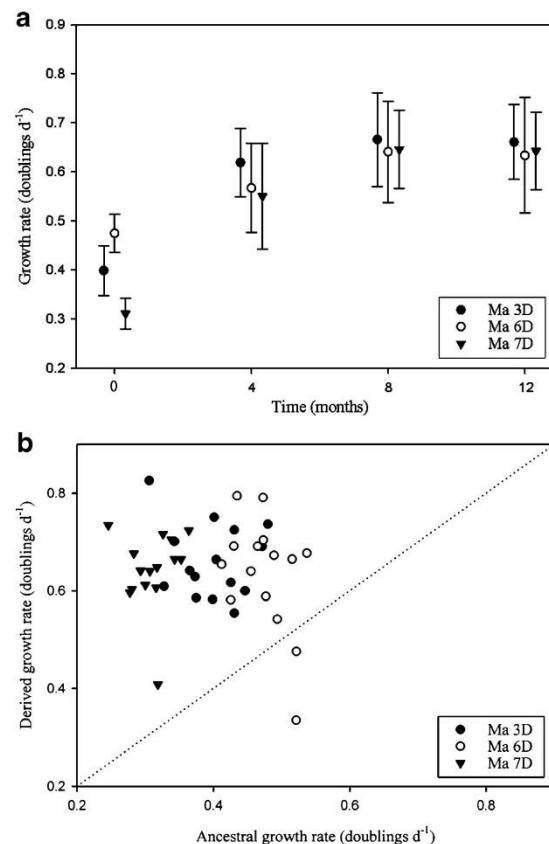 a
0.8
0.7
0.6
0.5
0.4
0.3
0.2
Growth rate (doublings d⁻¹)
Ma 3D
Ma 6D
Ma 7D
0 4 8 12
Time (months)
b
0.8
0.6
0.4
0.2
Derived growth rate (doublings d⁻¹)
Ma 3D
Ma 6D
Ma 7D
0.2 0.4 0.6 0.8
Ancestral growth rate (doublings d⁻¹)